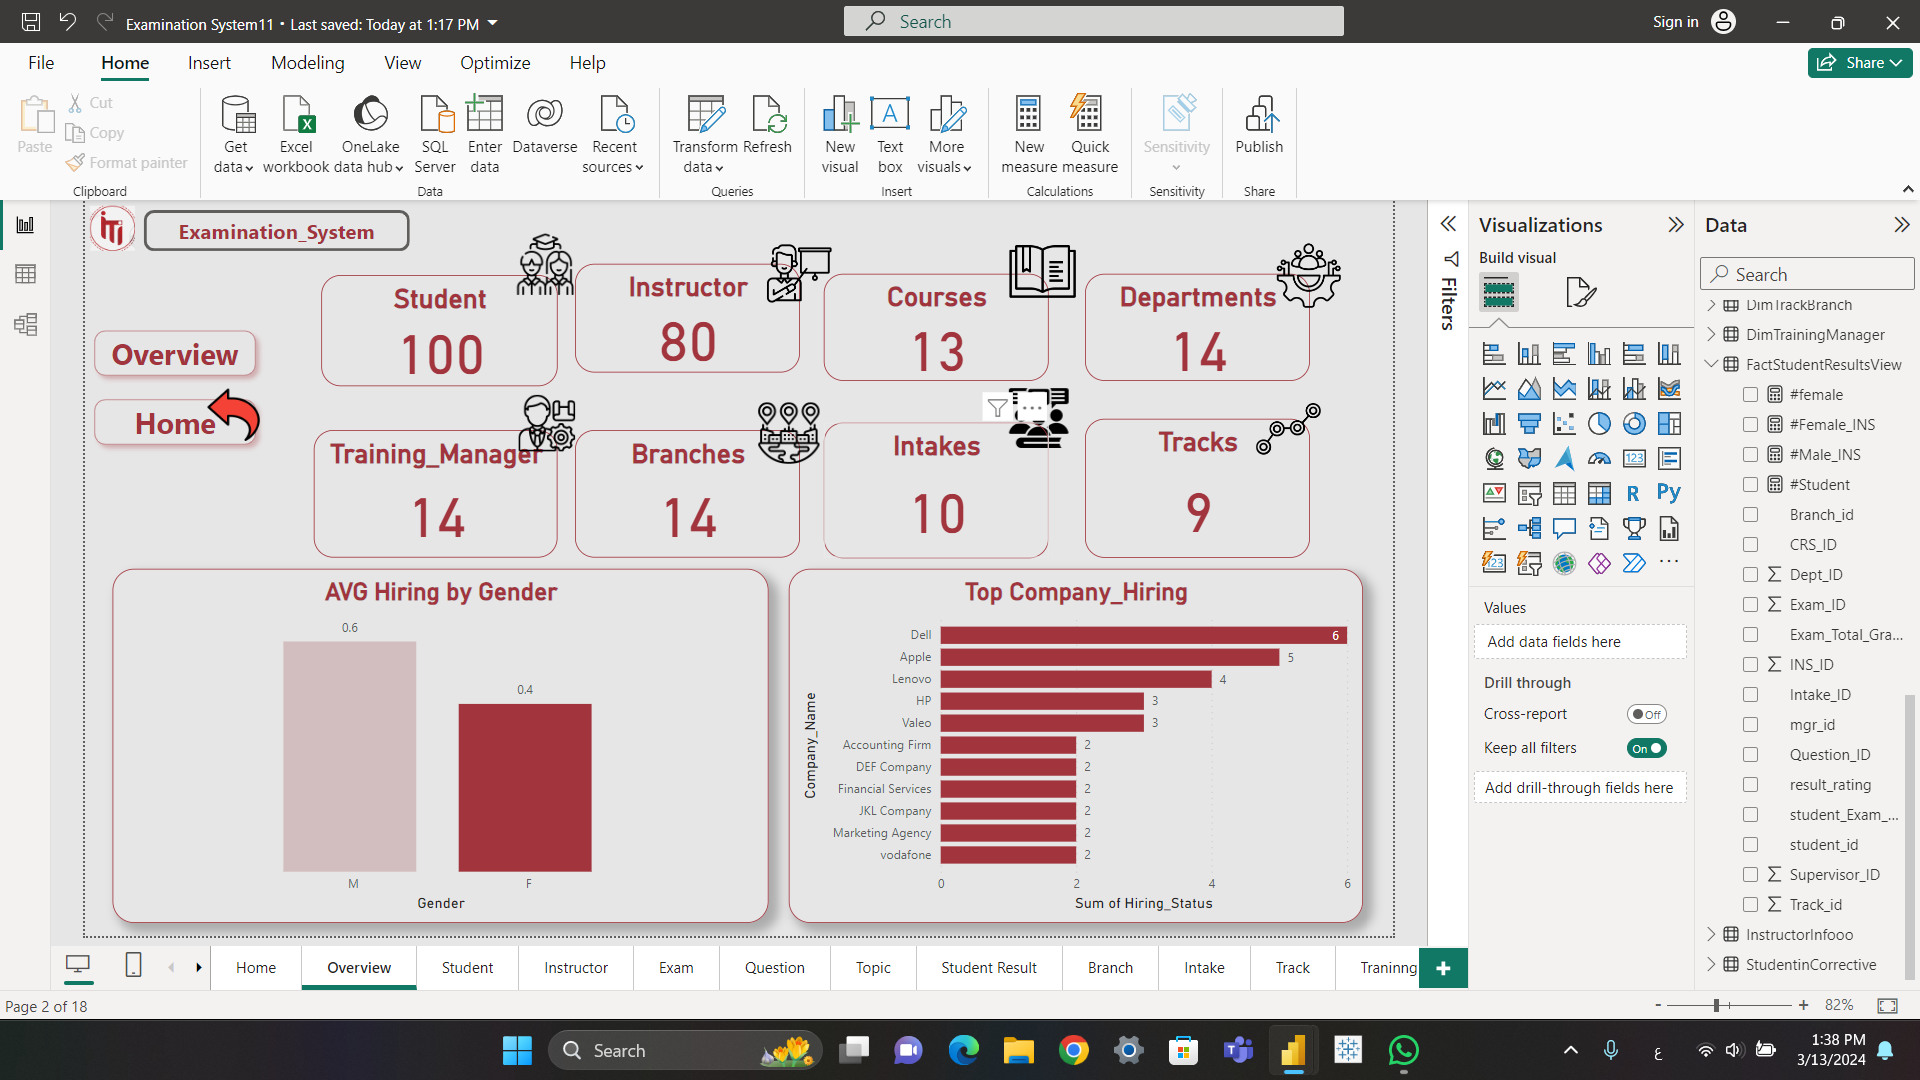 Examination System11 • Last saved: Today at 1:17 PM
Search
Sign in
File
Home
Insert
Modeling
View
Optimize
Help
Share
Paste
Cut
Copy
Format painter
Clipboard
Get data
Excel workbook
OneLake data hub
SQL Server
Enter data
Dataverse
Recent sources
Data
Transform data
Refresh
Queries
New visual
Text box
More visuals
Insert
New measure
Quick measure
Calculations
Sensitivity
Sensitivity
Publish
Share
iTi
Examination_System
Overview
Home
Student
100
Instructor
80
Courses
13
Departments
14
Training_Manager
14
Branches
14
Intakes
10
Tracks
9
AVG Hiring by Gender
0.6
0.4
M
F
Gender
Top Company_Hiring
Company_Name
Dell 6
Apple 5
Lenovo 4
HP 3
Valeo 3
Accounting Firm 2
DEF Company 2
Financial Services 2
JKL Company 2
Marketing Agency 2
vodafone 2
0 2 4 6
Sum of Hiring_Status
Filters
Visualizations
Build visual
123
R
Py
123
Values
Add data fields here
Drill through
Cross-report
Off
Keep all filters
On
Add drill-through fields here
Data
Search
DimTrackBranch
DimTrainingManager
FactStudentResultsView
#female
#Female_INS
#Male_INS
#Student
Branch_id
CRS_ID
Dept_ID
Exam_ID
Exam_Total_Gra...
INS_ID
Intake_ID
mgr_id
Question_ID
result_rating
student_Exam_...
student_id
Supervisor_ID
Track_id
InstructorInfooo
StudentinCorrective
Home
Overview
Student
Instructor
Exam
Question
Topic
Student Result
Branch
Intake
Track
Traninng
Page 2 of 18
82%
Search
ع
1:38 PM
3/13/2024